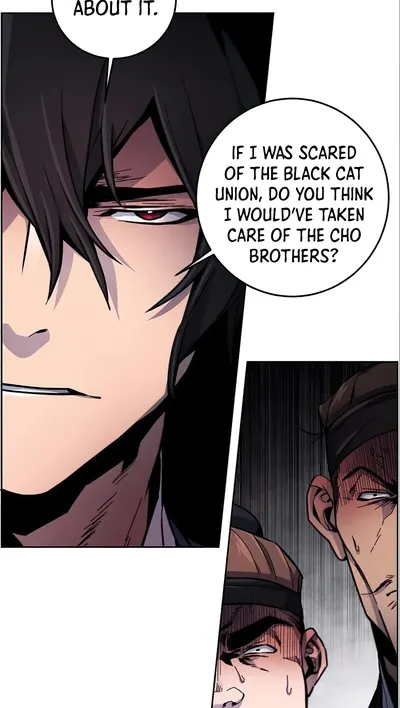 ABOUT IT.
IF I WAS SCARED
OF THE BLACK CAT
UNION, DO YOU THINK
I WOULD'VE TAKEN
CARE OF THE CHO
BROTHERS?